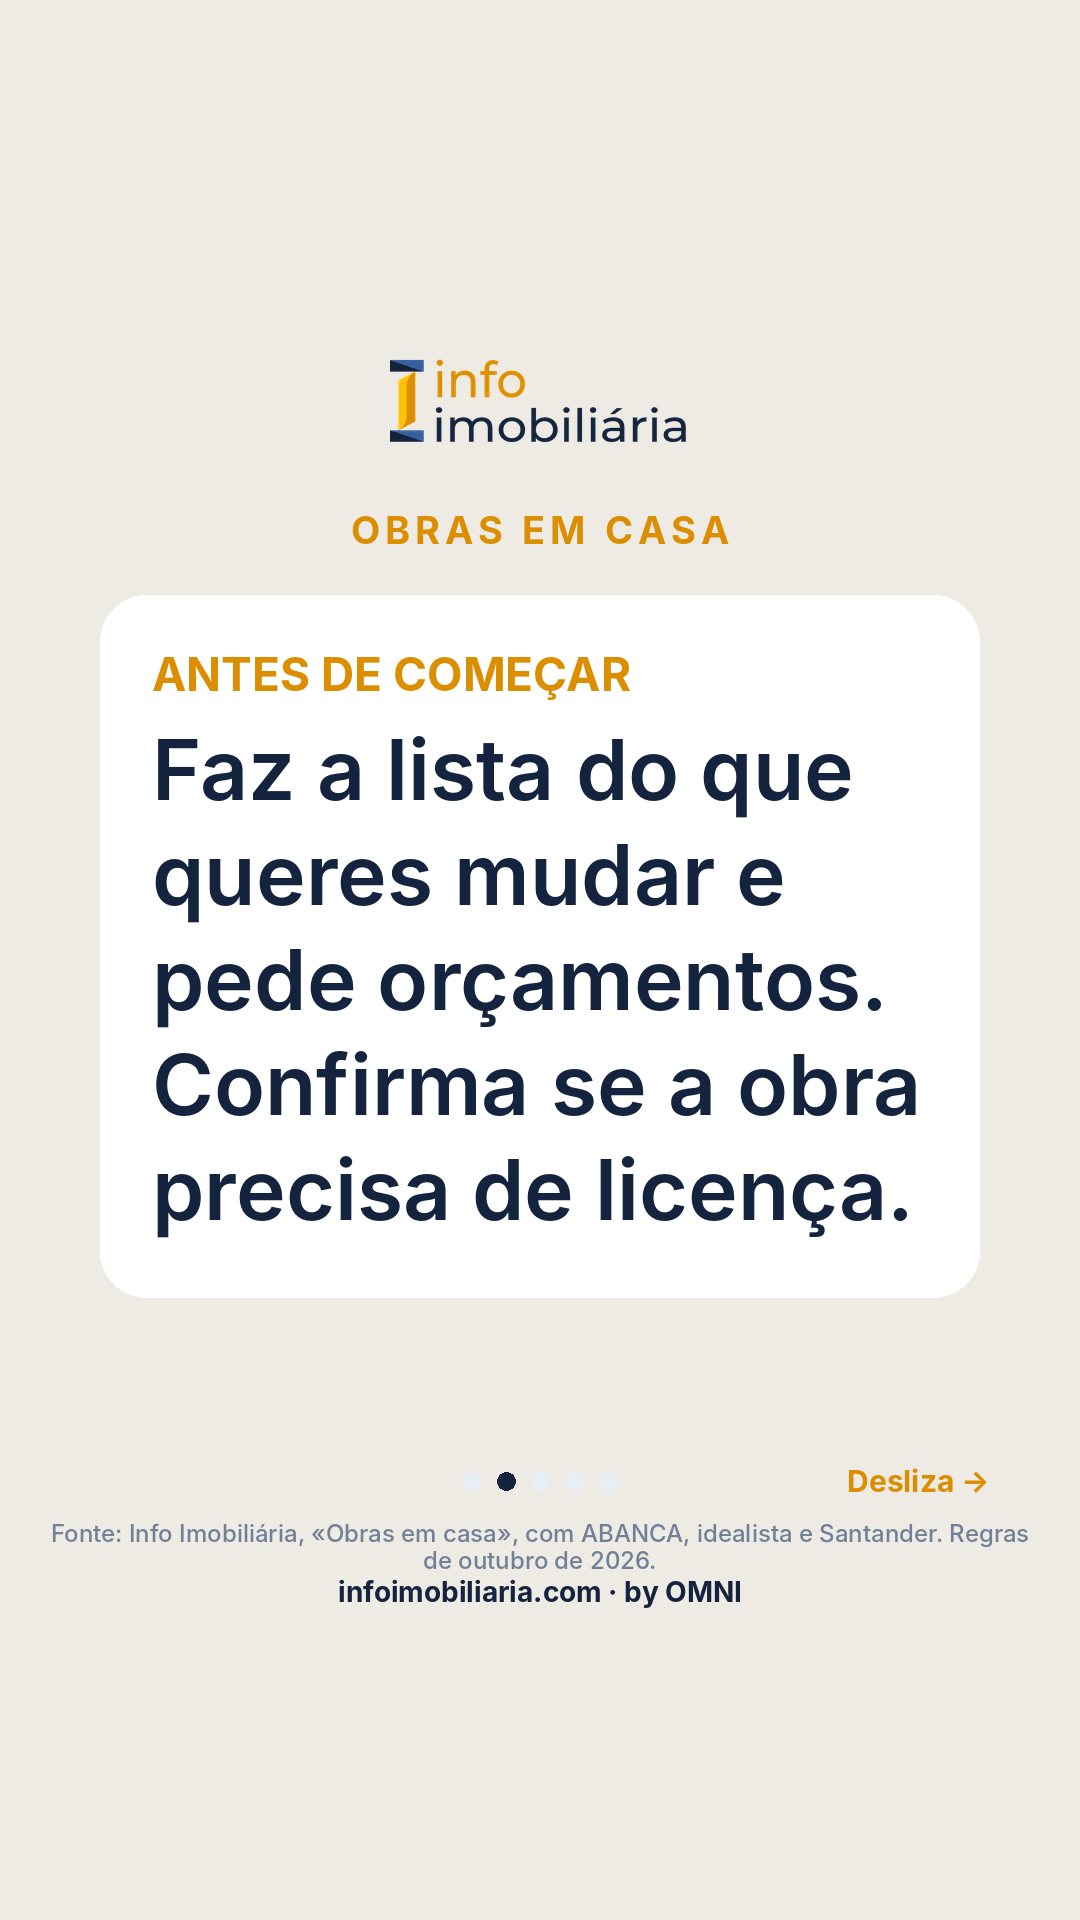 info
imobiliária
OBRAS EM CASA
ANTES DE COMEÇAR
Faz a lista do que
queres mudar e
pede orçamentos.
Confirma se a obra
precisa de licença.
Desliza →
Fonte: Info Imobiliária, «Obras em casa», com ABANCA, idealista e Santander. Regras
de outubro de 2026.
infoimobiliaria.com · by OMNI